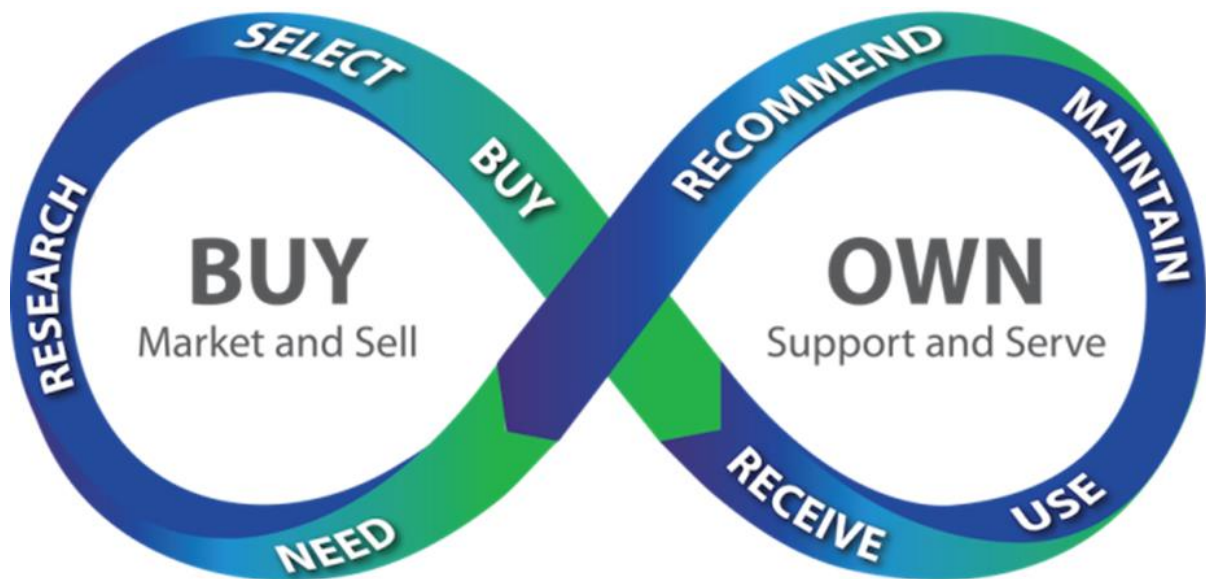 SELECT
BUY
RESEARCH
NEED
BUY
Market and Sell
RECOMMEND
MAINTAIN
USE
RECEIVE
OWN
Support and Serve